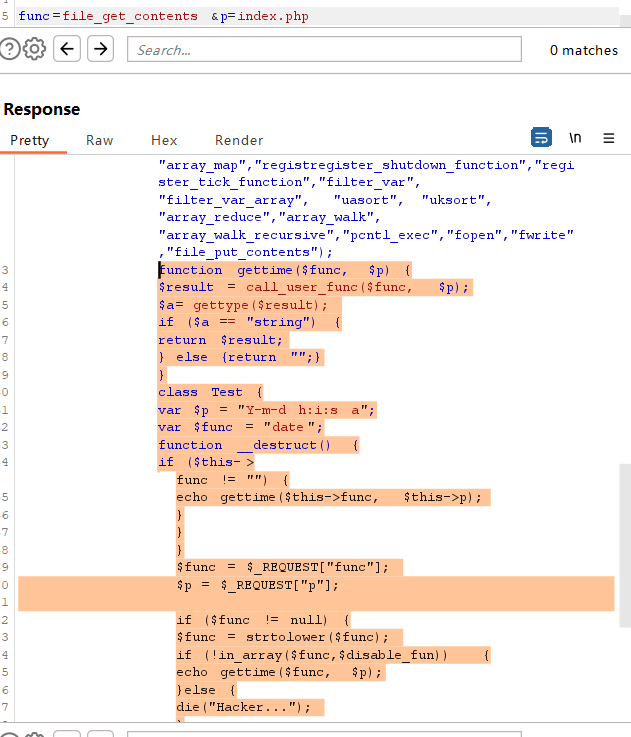 5 func=file_get_contents &p=index.php
Search...
0 matches
Response
Pretty Raw Hex Render \n
"array_map","registregister_shutdown_function","regi
ster_tick_function","filter_var",
"filter_var_array", "uasort", "uksort",
"array_reduce","array_walk",
"array_walk_recursive","pcntl_exec","fopen","fwrite"
,"file_put_contents");
3 function gettime($func, $p) {
4 $result = call_user_func($func, $p);
5 $a= gettype($result);
6 if ($a == "string") {
7 return $result;
8 } else {return "";}
9 }
0 class Test {
1 var $p = "Y-m-d h:i:s a";
2 var $func = "date";
3 function __destruct() {
4 if ($this->
func != "") {
5 echo gettime($this->func, $this->p);
6 }
7 }
8 }
9 $func = $_REQUEST["func"];
0 $p = $_REQUEST["p"];
1
2 if ($func != null) {
3 $func = strtolower($func);
4 if (!in_array($func,$disable_fun)) {
5 echo gettime($func, $p);
6 }else {
7 die("Hacker...");